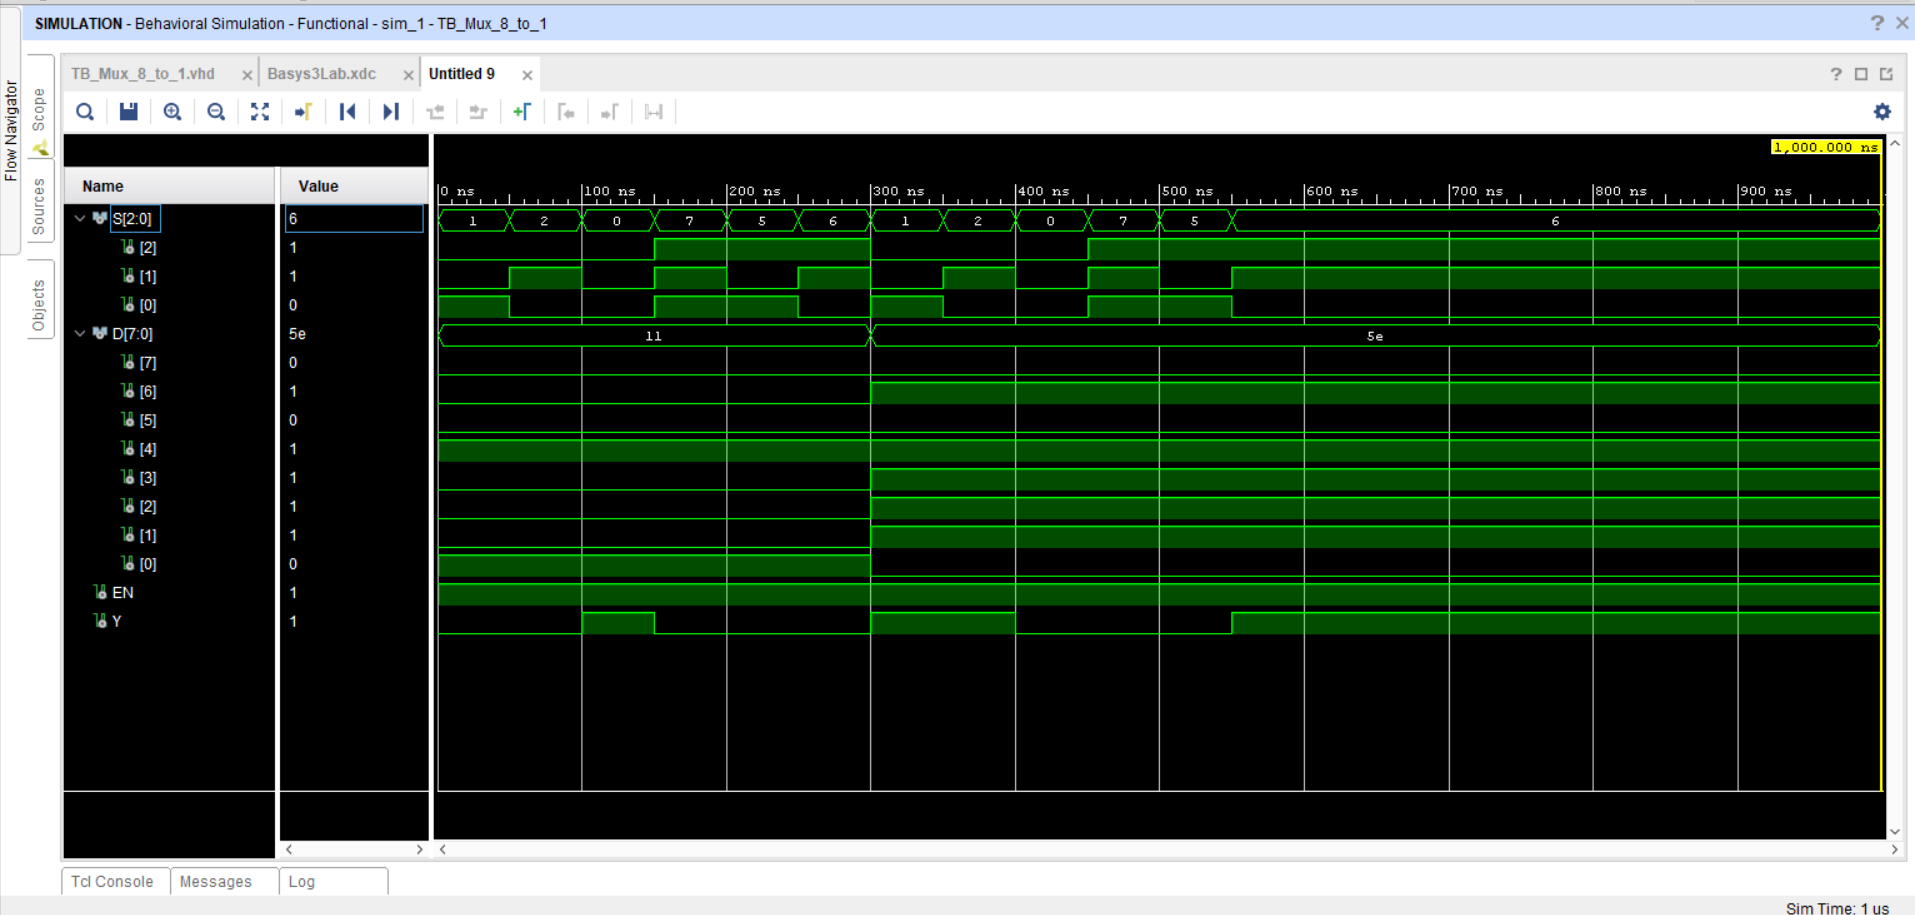 SIMULATION - Behavioral Simulation - Functional - sim_1 - TB_Mux_8_to_1
Flow Navigator
Scope
Sources
Objects
TB_Mux_8_to_1.vhd
Basys3Lab.xdc
Untitled 9
1,000.000 ns
Name Value
0 ns 100 ns 200 ns 300 ns 400 ns 500 ns 600 ns 700 ns 800 ns 900 ns
S[2:0] 6 1 2 0 7 5 6 1 2 0 7 5 6
[2] 1
[1] 1
[0] 0
D[7:0] 5e 11 5e
[7] 0
[6] 1
[5] 0
[4] 1
[3] 1
[2] 1
[1] 1
[0] 0
EN 1
Y 1
Tcl Console Messages Log
Sim Time: 1 us